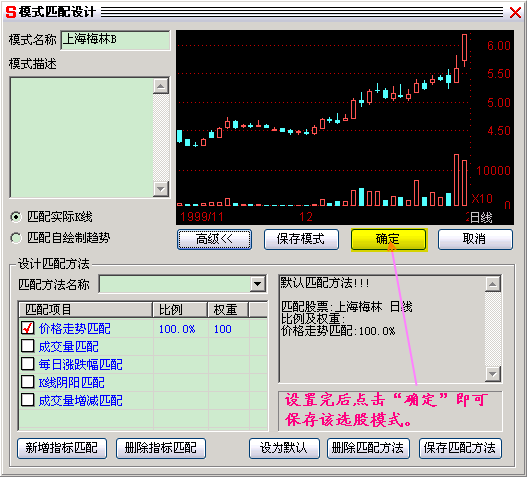 S 模式匹配设计
模式名称 上海梅林B
模式描述
匹配实际K线
匹配自绘制趋势
6.00
5.50
5.00
4.50
10000
X10
1999/11 12 2 日线
高级<< 保存模式 确定 取消
设计匹配方法
匹配方法名称
匹配项目 比例 权重
价格走势匹配 100.0% 100
成交量匹配
每日涨跌幅匹配
K线阴阳匹配
成交量增减匹配
默认匹配方法!!!
匹配股票:上海梅林 日线
比例及权重:
价格走势匹配:100.0%
设置完后点击“确定”即可
保存该选股模式。
新增指标匹配 删除指标匹配 设为默认 删除匹配方法 保存匹配方法